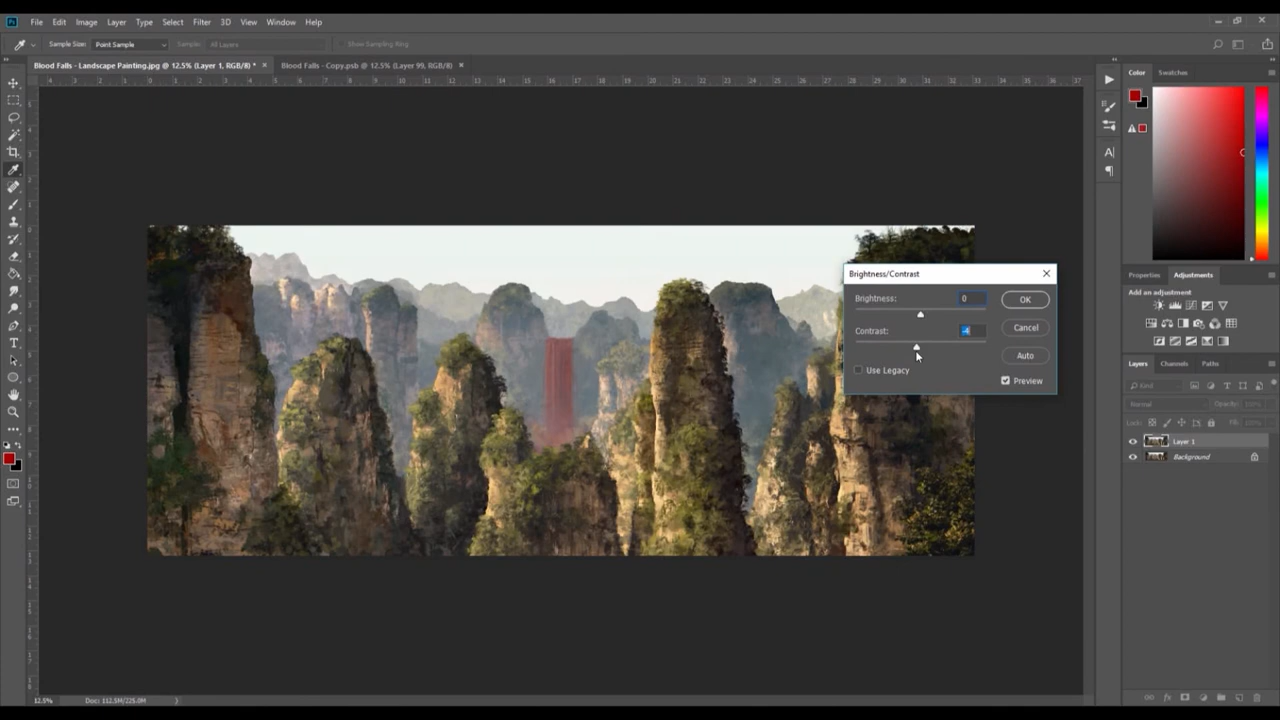 Ps File Edit Image Layer Type Select Filter 3D View Window Help
Sample Size: Point Sample Sample: All Layers Show Sampling Ring
Blood Falls - Landscape Painting.jpg @ 12.5% (Layer 1, RGB/8) * × Blood Falls - Copy.psb @ 12.5% (Layer 99, RGB/8) ×
Color Swatches
Brightness/Contrast
Brightness: 0 OK
Contrast: -4 Cancel
Auto
Use Legacy
Preview
Properties Adjustments
Add an adjustment
Layers Channels Paths
Kind
Normal Opacity: 100%
Lock: Fill: 100%
Layer 1
Background
12.5% Doc: 112.5M/225.0M